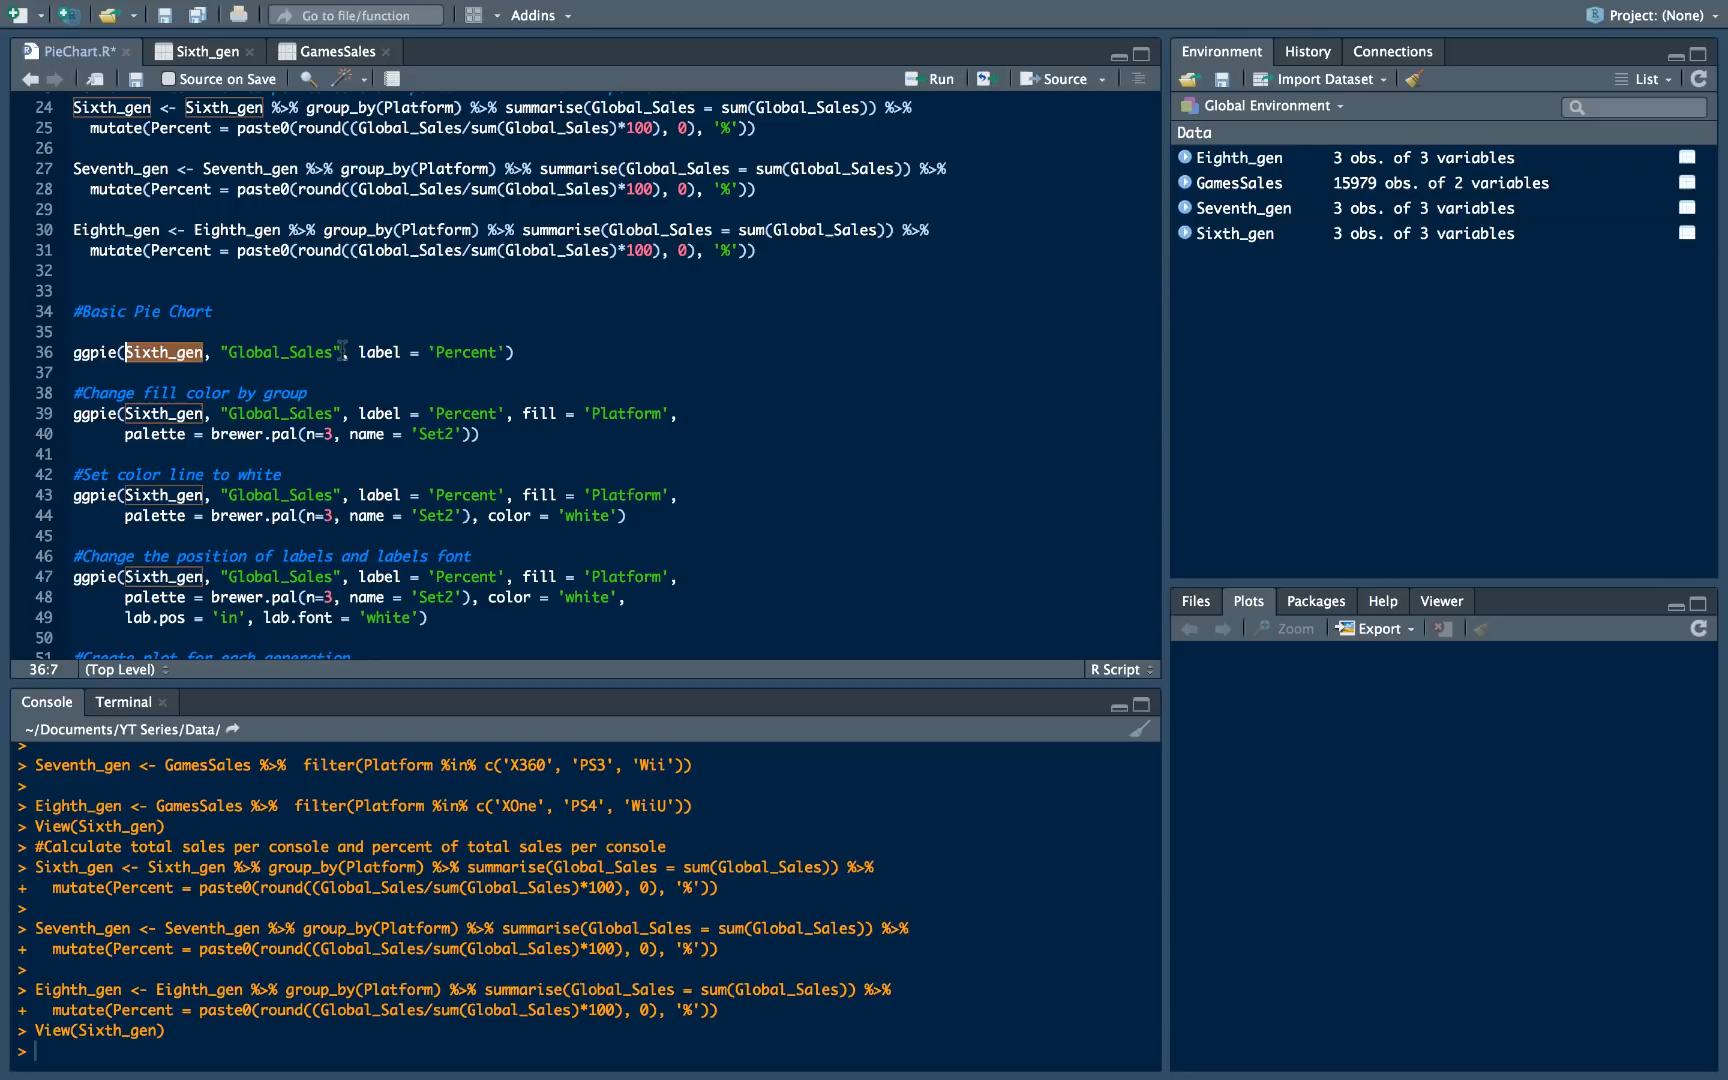 Go to file/function
Addins
Project: (None)
PieChart.R*
Sixth_gen
GamesSales
Source on Save
Run
Source
24 Sixth_gen <- Sixth_gen %>% group_by(Platform) %>% summarise(Global_Sales = sum(Global_Sales)) %>%
25 mutate(Percent = paste0(round((Global_Sales/sum(Global_Sales)*100), 0), '%'))
26
27 Seventh_gen <- Seventh_gen %>% group_by(Platform) %>% summarise(Global_Sales = sum(Global_Sales)) %>%
28 mutate(Percent = paste0(round((Global_Sales/sum(Global_Sales)*100), 0), '%'))
29
30 Eighth_gen <- Eighth_gen %>% group_by(Platform) %>% summarise(Global_Sales = sum(Global_Sales)) %>%
31 mutate(Percent = paste0(round((Global_Sales/sum(Global_Sales)*100), 0), '%'))
32
33
34 #Basic Pie Chart
35
36 ggpie(Sixth_gen, "Global_Sales", label = 'Percent')
37
38 #Change fill color by group
39 ggpie(Sixth_gen, "Global_Sales", label = 'Percent', fill = 'Platform',
40 palette = brewer.pal(n=3, name = 'Set2'))
41
42 #Set color line to white
43 ggpie(Sixth_gen, "Global_Sales", label = 'Percent', fill = 'Platform',
44 palette = brewer.pal(n=3, name = 'Set2'), color = 'white')
45
46 #Change the position of labels and labels font
47 ggpie(Sixth_gen, "Global_Sales", label = 'Percent', fill = 'Platform',
48 palette = brewer.pal(n=3, name = 'Set2'), color = 'white',
49 lab.pos = 'in', lab.font = 'white')
50
51 #Create plot for each generation
36:7 (Top Level) R Script
Console Terminal
~/Documents/YT Series/Data/
>
> Seventh_gen <- GamesSales %>%  filter(Platform %in% c('X360', 'PS3', 'Wii'))
>
> Eighth_gen <- GamesSales %>%  filter(Platform %in% c('XOne', 'PS4', 'WiiU'))
> View(Sixth_gen)
> #Calculate total sales per console and percent of total sales per console
> Sixth_gen <- Sixth_gen %>% group_by(Platform) %>% summarise(Global_Sales = sum(Global_Sales)) %>%
+ mutate(Percent = paste0(round((Global_Sales/sum(Global_Sales)*100), 0), '%'))
>
> Seventh_gen <- Seventh_gen %>% group_by(Platform) %>% summarise(Global_Sales = sum(Global_Sales)) %>%
+ mutate(Percent = paste0(round((Global_Sales/sum(Global_Sales)*100), 0), '%'))
>
> Eighth_gen <- Eighth_gen %>% group_by(Platform) %>% summarise(Global_Sales = sum(Global_Sales)) %>%
+ mutate(Percent = paste0(round((Global_Sales/sum(Global_Sales)*100), 0), '%'))
> View(Sixth_gen)
>
Environment History Connections
Import Dataset List
Global Environment
Data
Eighth_gen 3 obs. of 3 variables
GamesSales 15979 obs. of 2 variables
Seventh_gen 3 obs. of 3 variables
Sixth_gen 3 obs. of 3 variables
Files Plots Packages Help Viewer
Zoom Export